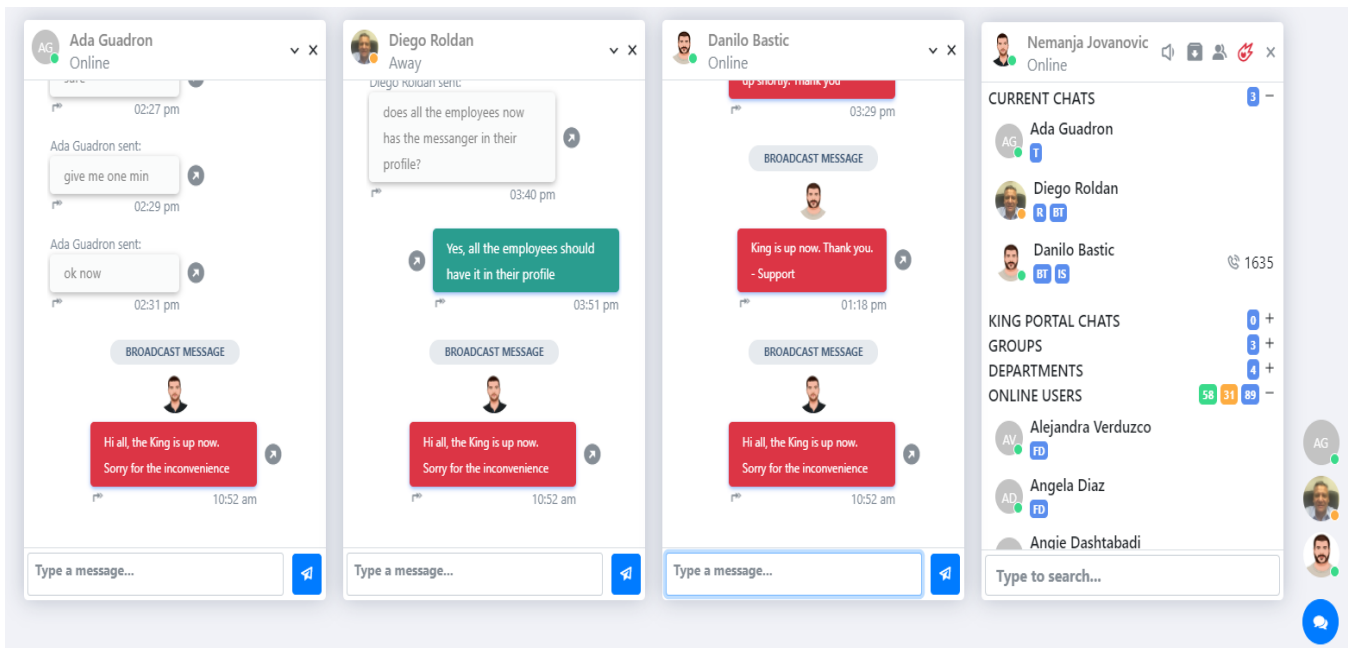 AG
Ada Guadron
Online
02:27 pm
Ada Guadron sent:
give me one min
02:29 pm
Ada Guadron sent:
ok now
02:31 pm
BROADCAST MESSAGE
Hi all, the King is up now.
Sorry for the inconvenience
10:52 am
Type a message...
Diego Roldan
Away
Diego Roldan sent:
does all the employees now
has the messanger in their
profile?
03:40 pm
Yes, all the employees should
have it in their profile
03:51 pm
BROADCAST MESSAGE
Hi all, the King is up now.
Sorry for the inconvenience
10:52 am
Type a message...
Danilo Bastic
Online
up shortly. Thank you
03:29 pm
BROADCAST MESSAGE
King is up now. Thank you.
- Support
01:18 pm
BROADCAST MESSAGE
Hi all, the King is up now.
Sorry for the inconvenience
10:52 am
Type a message...
Nemanja Jovanovic
Online
CURRENT CHATS 3
AG Ada Guadron
T
Diego Roldan
R BT
Danilo Bastic
BT IS
1635
KING PORTAL CHATS 0
GROUPS 3
DEPARTMENTS 4
ONLINE USERS 58 31 89
AV Alejandra Verduzco
FD
AD Angela Diaz
FD
Angie Dashtabadi
Type to search...
AG